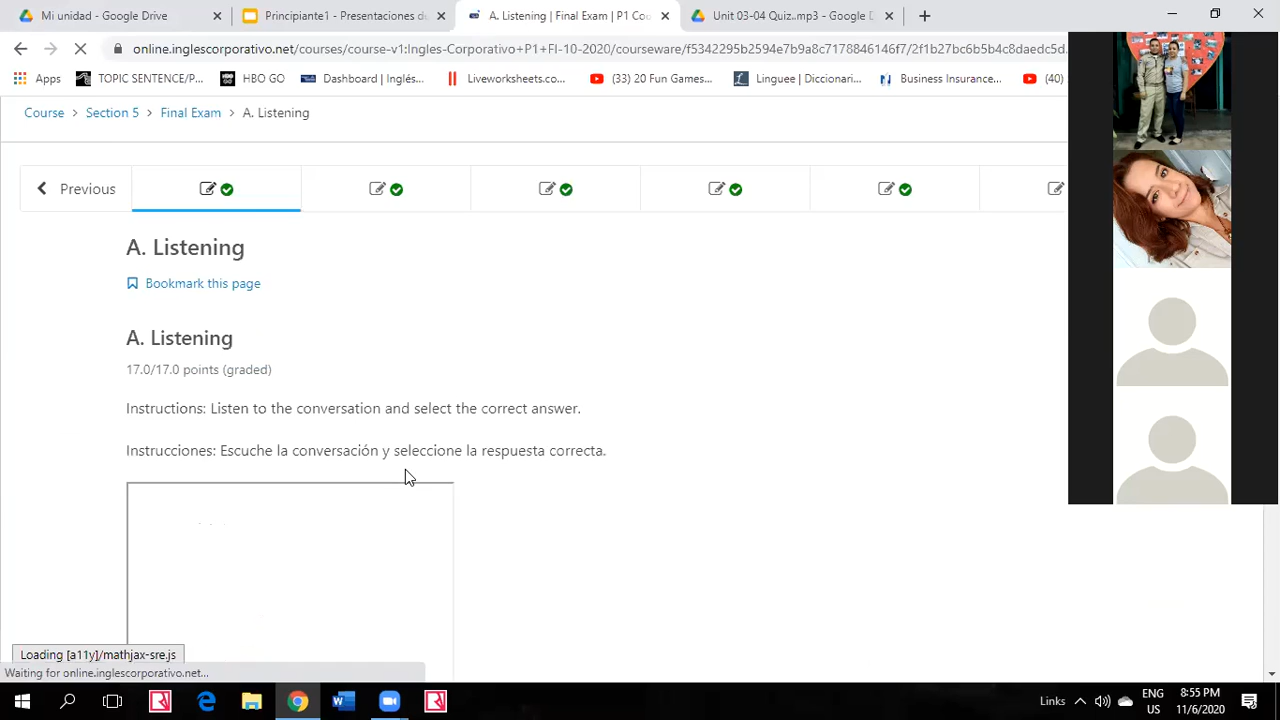 Mi unidad - Google Drive
Principiante1 - Presentaciones de
A. Listening | Final Exam | P1 Co
Unit 03-04 Quiz..mp3 - Google D
online.inglescorporativo.net/courses/course-v1:Ingles-Corporativo+P1+FI-10-2020/courseware/f5342295b2594e7b9a8c7178846146f7/2f1b27bc6b5b4c8daedc5d.
Apps
TOPIC SENTENCE/P...
HBO GO
Dashboard | Inglés...
Liveworksheets.co...
(33) 20 Fun Games...
Linguee | Diccionari...
Business Insurance...
(40)
Course > Section 5 > Final Exam > A. Listening
Previous
A. Listening
Bookmark this page
A. Listening
17.0/17.0 points (graded)
Instructions: Listen to the conversation and select the correct answer.
Instrucciones: Escuche la conversación y seleccione la respuesta correcta.
Loading [a11y]/mathjax-sre.js
Waiting for online.inglescorporativo.net...
Links
ENG
US
8:55 PM
11/6/2020